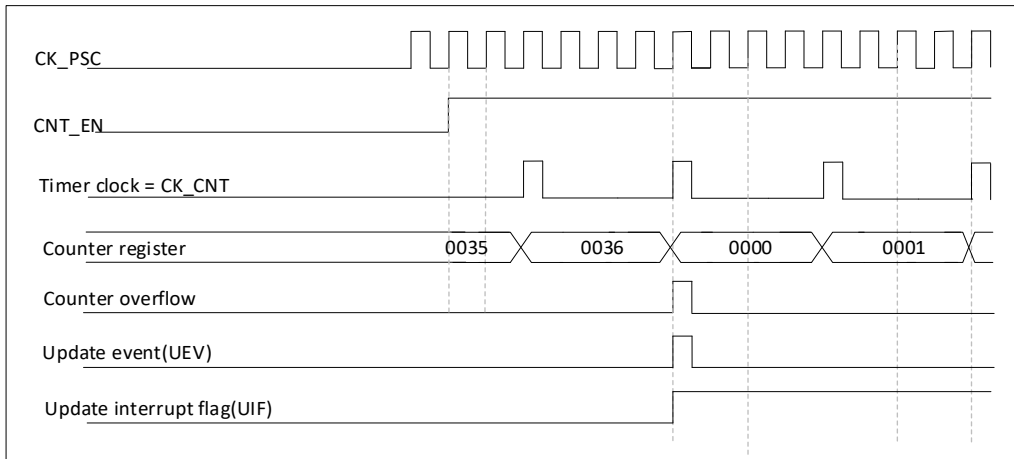 CK_PSC
CNT_EN
Timer clock = CK_CNT
Counter register
0035 0036 0000 0001
Counter overflow
Update event(UEV)
Update interrupt flag(UIF)